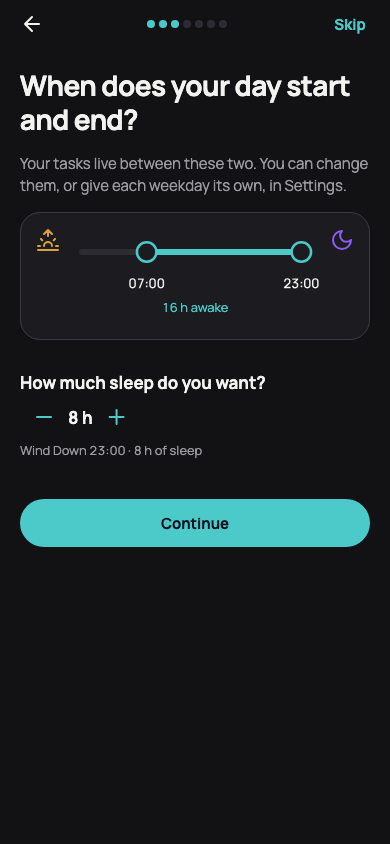 Skip
When does your day start
and end?
Your tasks live between these two. You can change
them, or give each weekday its own, in Settings.
07:00
23:00
16 h awake
How much sleep do you want?
8 h
Wind Down 23:00 · 8 h of sleep
Continue